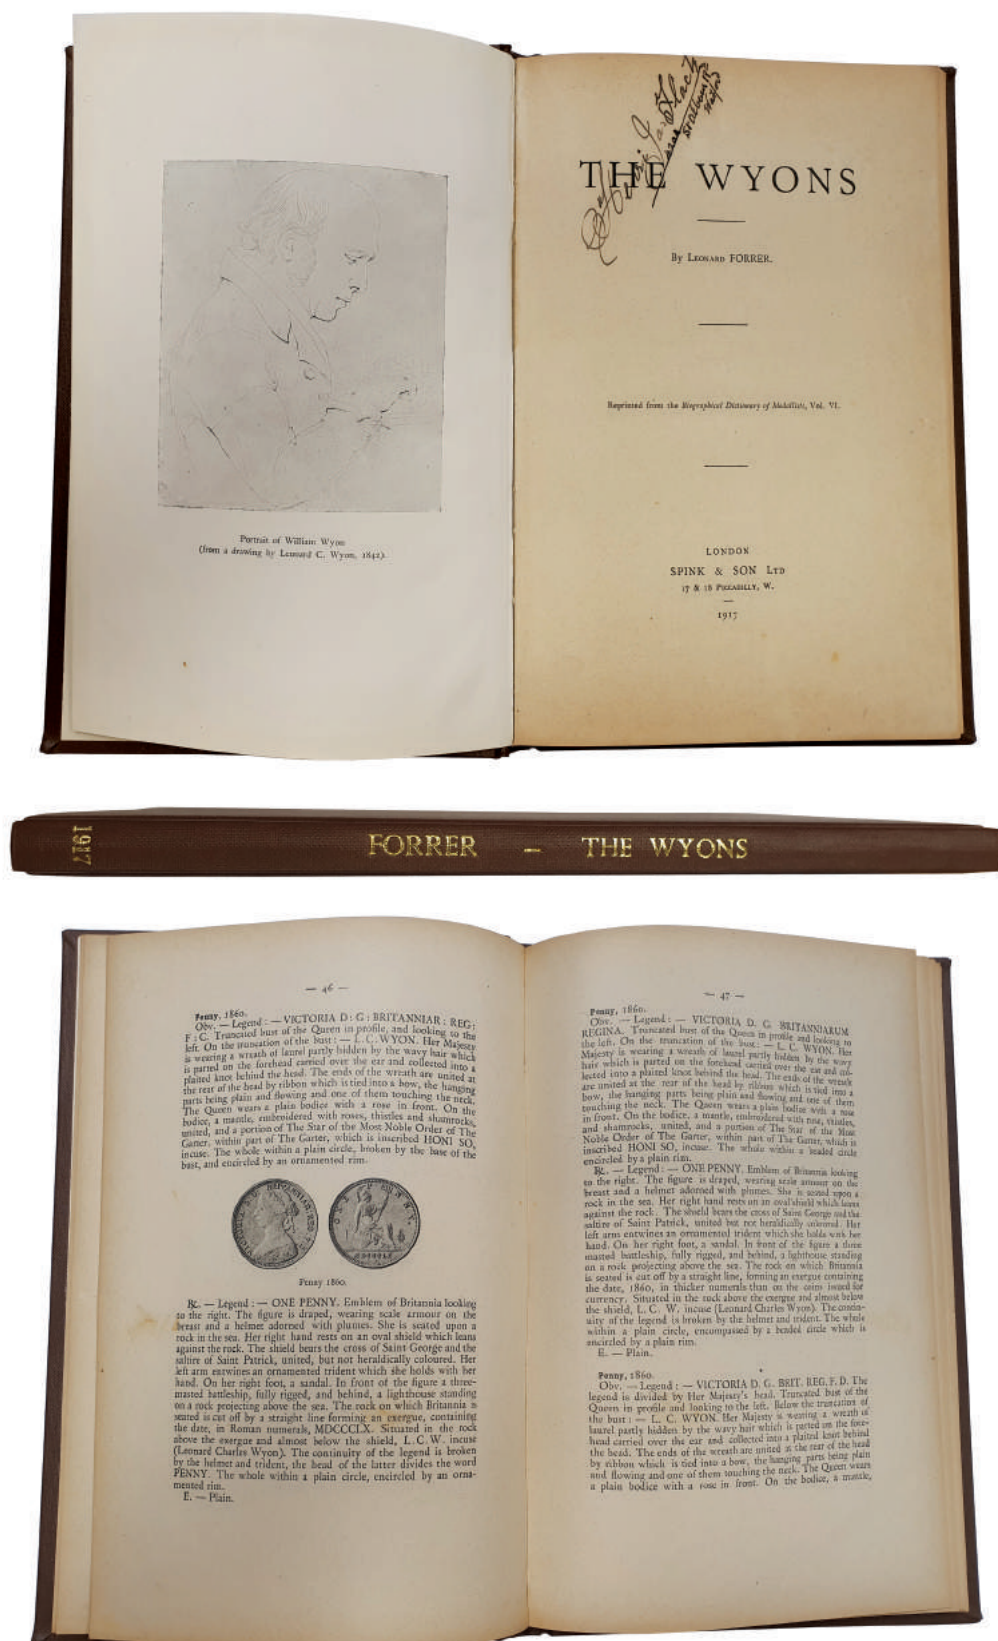 Portrait of William Wyon
(from a drawing by Leonard C. Wyon, 1842).
THE WYONS
By LEONARD FORRER.
Reprinted from the Biographical Dictionary of Medallists, Vol. VI.
LONDON
SPINK & SON LTD
17 & 18 PICCADILLY, W.
1917
1917 FORRER – THE WYONS
— 46 —
Penny, 1860.
Obv. — Legend : — VICTORIA D : G : BRITANNIAR : REG :
F : C. Truncated bust of the Queen in profile, and looking to the
left. On the truncation of the bust : — L. C. WYON. Her Majesty
is wearing a wreath of laurel partly hidden by the wavy hair which
is parted on the forehead carried over the ear and collected into a
plaited knot behind the head. The ends of the wreath are united at
the rear of the head by ribbon which is tied into a bow, the hanging
parts being plain and flowing and one of them touching the neck.
The Queen wears a plain bodice with a rose in front. On the
bodice, a mantle, embroidered with roses, thistles and shamrocks,
united, and a portion of The Star of the Most Noble Order of The
Garter, within part of The Garter, which is inscribed HONI SO,
incuse. The whole within a plain circle, broken by the base of the
bust, and encircled by an ornamented rim.
Penny 1860.
R. — Legend : — ONE PENNY. Emblem of Britannia looking
to the right. The figure is draped, wearing scale armour on the
breast and a helmet adorned with plumes. She is seated upon a
rock in the sea. Her right hand rests on an oval shield which leans
against the rock. The shield bears the cross of Saint George and the
saltire of Saint Patrick, united, but not heraldically coloured. Her
left arm entwines an ornamented trident which she holds with her
hand. On her right foot, a sandal. In front of the figure a three-
masted battleship, fully rigged, and behind, a lighthouse standing
on a rock projecting above the sea. The rock on which Britannia is
seated is cut off by a straight line forming an exergue, containing
the date, in Roman numerals, MDCCCLX. Situated in the rock
above the exergue and almost below the shield, L. C. W. incuse
(Leonard Charles Wyon). The continuity of the legend is broken
by the helmet and trident, the head of the latter divides the word
PENNY. The whole within a plain circle, encircled by an orna-
mented rim.
E. — Plain.
— 47 —
Penny, 1860.
Obv. — Legend : — VICTORIA D. G. BRITANNIARUM
REGINA. Truncated bust of the Queen in profile and looking to
the left. On the truncation of the bust : — L. C. WYON. Her
Majesty is wearing a wreath of laurel partly hidden by the wavy
hair which is parted on the forehead carried over the ear and col-
lected into a plaited knot behind the head. The ends of the wreath
are united at the rear of the head by ribbon which is tied into a
bow, the hanging parts being plain and flowing and one of them
touching the neck. The Queen wears a plain bodice with a rose
in front. On the bodice, a mantle, embroidered with rose, thistles,
and shamrocks, united, and a portion of The Star of the Most
Noble Order of The Garter, within part of The Garter, which is
inscribed HONI SO, incuse. The whole within a beaded circle
encircled by a plain rim.
R. — Legend : — ONE PENNY. Emblem of Britannia looking
to the right. The figure is draped, wearing scale armour on the
breast and a helmet adorned with plumes. She is seated upon a
rock in the sea. Her right hand rests on an oval shield which leans
against the rock. The shield bears the cross of Saint George and the
saltire of Saint Patrick, united but not heraldically coloured. Her
left arm entwines an ornamented trident which she holds with her
hand. On her right foot, a sandal. In front of the figure a three
masted battleship, fully rigged, and behind, a lighthouse standing
on a rock projecting above the sea. The rock on which Britannia
is seated is cut off by a straight line, forming an exergue containing
the date, 1860, in thicker numerals than on the coins issued for
currency. Situated in the rock above the exergue and almost below
the shield, L. C. W. incuse (Leonard Charles Wyon). The contin-
uity of the legend is broken by the helmet and trident. The whole
within a plain circle, encompassed by a beaded circle which is
encircled by a plain rim.
E. — Plain.
Penny, 1860.
Obv. — Legend : — VICTORIA D. G. BRIT. REG. F. D. The
legend is divided by Her Majesty's head. Truncated bust of the
Queen in profile and looking to the left. Below the truncation of
the bust : — L. C. WYON. Her Majesty is wearing a wreath of
laurel partly hidden by the wavy hair which is parted on the fore-
head carried over the ear and collected into a plaited knot behind
the head. The ends of the wreath are united at the rear of the head
by ribbon which is tied into a bow, the hanging parts being plain
and flowing and one of them touching the neck. The Queen wears
a plain bodice with a rose in front. On the bodice, a mantle,